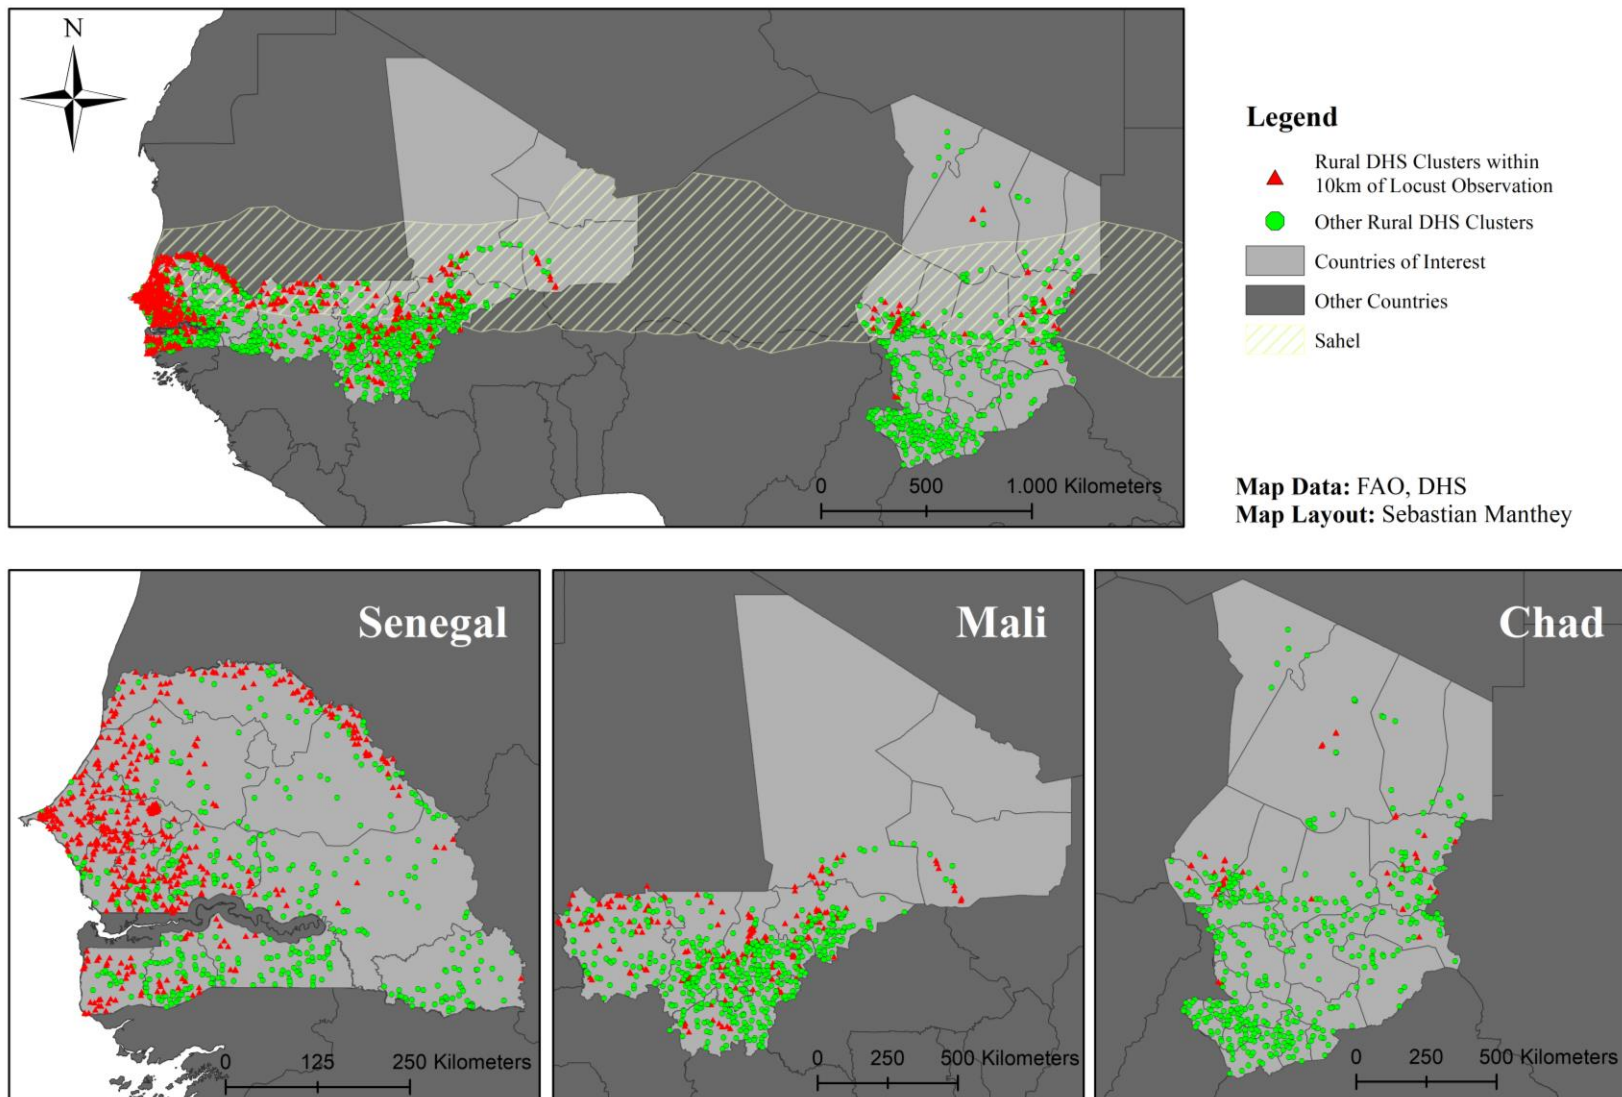 N
0 500 1.000 Kilometers
Legend
Rural DHS Clusters within
10km of Locust Observation
Other Rural DHS Clusters
Countries of Interest
Other Countries
Sahel
Map Data: FAO, DHS
Map Layout: Sebastian Manthey
Senegal
0 125 250 Kilometers
Mali
0 250 500 Kilometers
Chad
0 250 500 Kilometers